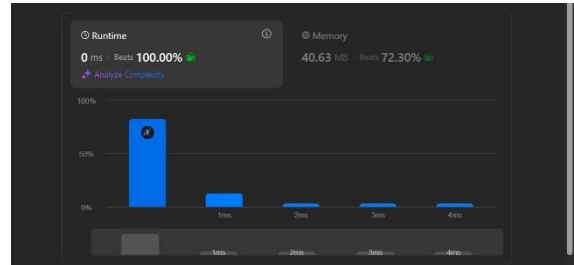 Runtime
0 ms Beats 100.00%
Analyze Complexity
Memory
40.63 MB Beats 72.30%
100%
50%
0%
1ms 2ms 3ms 4ms
1ms 2ms 3ms 4ms